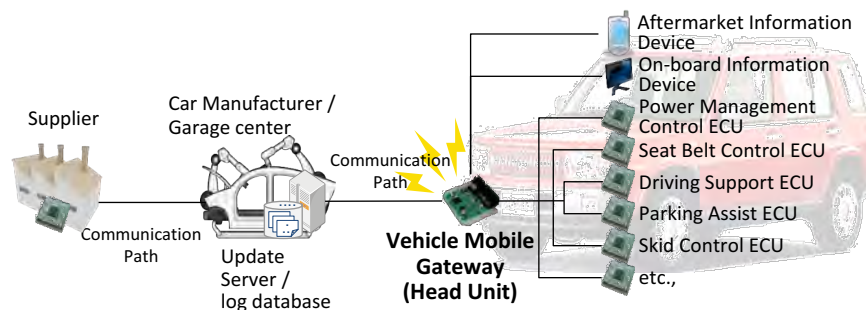 Supplier
Communication
Path
Car Manufacturer /
Garage center
Update
Server /
log database
Communication
Path
Vehicle Mobile
Gateway
(Head Unit)
Aftermarket Information
Device
On-board Information
Device
Power Management
Control ECU
Seat Belt Control ECU
Driving Support ECU
Parking Assist ECU
Skid Control ECU
etc.,